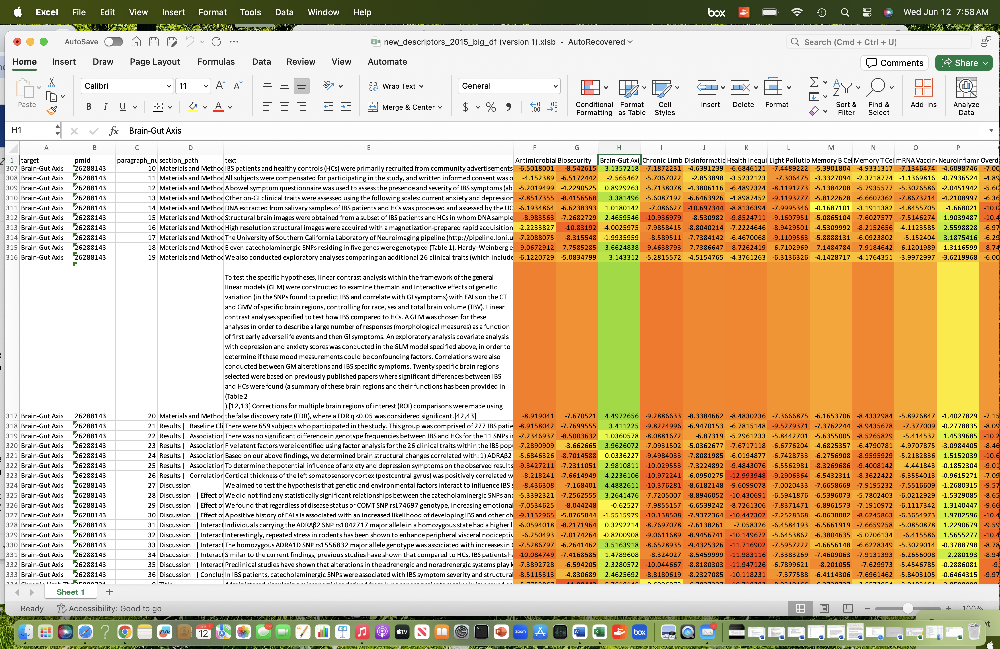 Excel File Edit View Insert Format Tools Data Window Help box Wed Jun 12 7:58 AM
AutoSave new_descriptors_2015_big_df (version 1).xlsb - AutoRecovered Search (Cmd + Ctrl + U)
Home Insert Draw Page Layout Formulas Data Review View Automate Comments Share
Paste Calibri 11 Wrap Text Merge & Center General Conditional Formatting Format as Table Cell Styles Insert Delete Format Sort & Filter Find & Select Add-ins Analyze Data
H1 fx Brain-Gut Axis
A B C D E F G H I J K L M N O P
1 target pmid paragraph_nu section_path text Antimicrobia Biosecurity Brain-Gut Axi Chronic Limb Disinformatic Health Inequi Light Pollutio Memory B Cel Memory T Cel mRNA Vaccin Neuroinflamr Overd
307 Brain-Gut Axis 26288143 10 Materials and Methoc IBS patients and healthy controls (HCs) were primarily recruited from community advertisements -6.5018001 -8.542615 3.1357218 -7.1872231 -4.6391239 -6.6846121 -7.4489222 -5.3901804 -4.9331317 -7.1346474 -4.6098746 -7.00
308 Brain-Gut Axis 26288143 11 Materials and Methoc All subjects were compensated for participating in the study, and written informed consent was o -4.152389 -6.5172442 -2.565462 -5.7067022 -2.853898 -3.5232123 -7.306475 -3.3327094 -2.3718774 -1.1369816 -0.7936524 -4.89
309 Brain-Gut Axis 26288143 12 Materials and Methoc A bowel symptom questionnaire was used to assess the presence and severity of IBS symptoms (ab -5.2019499 -4.2290525 0.8929263 -5.7138078 -4.3806116 -6.4897324 -8.1191273 -5.1384208 -5.7935577 -5.3026586 -2.0451942 -5.60
310 Brain-Gut Axis 26288143 13 Materials and Methoc Other on-GI clinical traits were assessed using the following scales: current anxiety and depression -7.8517355 -8.4156568 3.381496 -5.6087192 -6.6463926 -4.8987452 -9.1193277 -5.8122628 -6.6607362 -7.8673214 -4.2108997 -6.36
311 Brain-Gut Axis 26288143 14 Materials and Methoc DNA extracted from salivary samples of IBS patients and HCs was processed and assessed by the UC -6.1934864 -6.6238393 1.0180142 -7.086627 -10.697344 -8.8136394 -7.9995346 -0.1687101 -3.1911382 -4.8455705 -1.668021 -10.0
312 Brain-Gut Axis 26288143 15 Materials and Methoc Structural brain images were obtained from a subset of IBS patients and HCs in whom DNA sample -8.983563 -7.2682729 2.4659546 -10.936979 -8.530982 -9.8524711 -9.1607951 -5.0865104 -7.6027577 -7.5146274 1.9039487 -10.4
313 Brain-Gut Axis 26288143 16 Materials and Methoc High resolution structural images were acquired with a magnetization-prepared rapid acquisition -2.2233827 -10.83192 -4.0025975 -7.9858415 -8.8040214 -7.2224646 -8.9429501 -4.5309992 -8.2152656 -4.1123585 2.5598828 -6.97
314 Brain-Gut Axis 26288143 17 Materials and Methoc The University of Southern California Laboratory of Neuroimaging pipeline (http://pipeline.loni.u -7.2088075 -8.315548 -1.9935959 -8.589511 -7.7384142 -6.4670068 -9.1109563 -5.8888131 -6.0923802 -5.152404 3.1875416 -6.29
315 Brain-Gut Axis 26288143 18 Materials and Methoc Eleven catecholaminergic SNPs residing in five genes were genotyped (Table 1). Hardy–Weinberg e -9.0672912 -7.7585285 3.6624838 -9.4638793 -7.7386647 -8.7262419 -6.7102969 -7.1484784 -7.9184642 -6.1201989 -1.3116599 -8.74
316 Brain-Gut Axis 26288143 19 Materials and Methoc We also conducted exploratory analyses comparing an additional 26 clinical traits (which include -6.1220729 -5.0834799 3.143312 -5.2815572 -4.5154765 -4.3761263 -6.3136326 -4.1428717 -4.1764351 -3.9972997 -3.6219968 -6.00
To test the specific hypotheses, linear contrast analysis within the framework of the general
linear models (GLM) were constructed to examine the main and interactive effects of genetic
variation (in the SNPs found to predict IBS and correlate with GI symptoms) with EALs on the CT
and GMV of specific brain regions, controlling for race, sex and total brain volume (TBV). Linear
contrast analyses specified to test how IBS compared to HCs. A GLM was chosen for these
analyses in order to describe a large number of responses (morphological measures) as a function
of first early adverse life events and then GI symptoms. An exploratory analysis covariate analysis
with depression and anxiety scores was conducted in the GLM model specified above, in order to
determine if these mood measurements could be confounding factors. Correlations were also
conducted between GM alterations and IBS specific symptoms. Twenty specific brain regions
selected were based on previously published papers where significant differences between IBS
and HCs were found (a summary of these brain regions and their functions has been provided in
(Table 2
).[12,13] Corrections for multiple brain regions of interest (ROI) comparisons were made using
317 Brain-Gut Axis 26288143 20 Materials and Methoc the false discovery rate (FDR), where a FDR q <0.05 was considered significant.[42,43] -8.919041 -7.670521 4.4972656 -9.2886633 -8.3384662 -8.4830236 -7.3666875 -6.1653706 -8.4332984 -5.8926847 -1.4027829 -7.15
318 Brain-Gut Axis 26288143 21 Results || Baseline Cli There were 659 subjects who participated in the study. This group was comprised of 277 IBS patie -8.9158042 -7.7699555 3.411225 -9.8224996 -6.9470153 -6.7815148 -9.5279371 -7.3762244 -8.9435678 -7.377009 -0.2778835 -8.09
319 Brain-Gut Axis 26288143 22 Results || Association There was no significant difference in genotype frequencies between IBS and HCs for the 11 SNPs ir -7.2346937 -8.5003632 1.0360578 -8.0881672 -6.87319 -5.2961233 -5.8442701 -5.6355005 -8.5265829 -5.414532 1.4539685 -10.2
320 Brain-Gut Axis 26288143 23 Results || Association Five latent factors were identified using factor analysis for the 26 clinical traits within the IBS popu -7.2890909 -3.662665 3.9626072 -7.0931502 -5.0362677 -7.6717118 -6.6776204 -4.6825357 -6.4790781 -4.9707875 -3.0984405 -8.46
321 Brain-Gut Axis 26288143 24 Results || Association Based on our above findings, we determined brain structural changes correlated with: 1) ADRAβ2 -5.6846326 -8.7014588 0.0336227 -9.4984033 -7.8081985 -6.0194877 -6.7428733 -6.2756908 -8.9595929 -5.2182836 1.5152039 -10.6
322 Brain-Gut Axis 26288143 25 Results || Association To determine the potential influence of anxiety and depression symptoms on the observed results -9.3427211 -7.2311051 2.9810811 -10.029553 -7.3224892 -9.4843076 -6.5562981 -8.3269686 -9.4008142 -4.441843 -0.1852304 -9.01
323 Brain-Gut Axis 26288143 26 Results || Correlation Cortical thickness of the left somatosensory cortex (postcentral gyrus) was positively correlated w -8.218241 -7.6614949 4.2236106 -10.972241 -6.0950275 -12.993948 -9.2906364 -6.5432311 -8.3622422 -6.3554013 -0.9615271 -7.09
324 Brain-Gut Axis 26288143 27 Discussion We aimed to test the hypothesis that genetic and environmental factors interact to influence IBS s -8.436308 -7.168401 4.4882611 -10.376281 -8.6182148 -9.6099078 -7.0020433 -7.6658669 -7.9195232 -7.5516609 -1.2680315 -9.57
325 Brain-Gut Axis 26288143 28 Discussion || Effect o We did not find any statistically significant relationships between the catecholaminergic SNPs and -5.3392321 -7.2562555 3.2641476 -7.7205007 -8.8946052 -10.430691 -6.5941876 -6.5396073 -5.7802403 -6.0212929 -1.5329085 -8.65
326 Brain-Gut Axis 26288143 29 Discussion || Effect o We found that regardless of disease status or COMT SNP rs174697 genotype, increasing emotional -7.0534625 -8.044248 -0.62527 -7.9855157 -6.6539242 -8.7261306 -7.8371471 -6.8961573 -7.1910972 -6.1117342 1.3140447 -9.66
327 Brain-Gut Axis 26288143 30 Discussion || Effect o A positive history of EALs is associated with an increased likelihood of developing IBS and other ch -9.1132965 -5.8765844 -1.5515979 -10.138508 -7.9372364 -10.447302 -7.2528368 -6.0638082 -8.6245863 -6.3654973 1.9782596 -10.4
328 Brain-Gut Axis 26288143 31 Discussion || Interact Individuals carrying the ADRAβ2 SNP rs1042717 major allele in a homozygous state had a higher li -6.0594018 -8.2171964 0.3292214 -8.7697078 -7.6138261 -7.058326 -6.4584193 -6.5661919 -7.6659258 -5.0850878 1.2290679 -9.59
329 Brain-Gut Axis 26288143 32 Discussion || Interact Interestingly, repeated stress in rodents has been shown to enhance peripheral visceral nociceptiv -6.250493 -7.0174264 -0.8200908 -9.0611689 -8.9456741 -10.149672 -5.6453862 -6.3804635 -5.0706134 -6.415586 1.5655277 -10.4
330 Brain-Gut Axis 26288143 33 Discussion || Interact The homozygous ADRA1D SNP rs1556832 major allele genotype was associated with increases in -7.5286797 -6.2641462 3.5163918 -8.6528935 -9.4325326 -11.716902 -7.5957222 -4.6656148 -6.6228349 -5.3029014 -0.3788798 -8.78
331 Brain-Gut Axis 26288143 34 Discussion || Interact Similar to the current findings, previous studies have shown that compared to HCs, IBS patients ha -10.084749 -7.4168585 1.4789608 -8.324027 -8.5459999 -11.983116 -7.3383269 -7.4609063 -7.9131393 -6.2656008 2.280193 -8.94
332 Brain-Gut Axis 26288143 35 Discussion || Interact Preclinical studies have shown that alterations in the adrenergic and noradrenergic systems play k -7.3892728 -6.594205 2.3280572 -10.044667 -8.8180303 -11.947126 -6.7899621 -8.201055 -7.629973 -5.4546785 -0.2886081 -9.
333 Brain-Gut Axis 26288143 36 Discussion || Conclus In IBS patients, catecholaminergic SNPs were associated with IBS symptom severity and structural -8.5115313 -4.830689 2.4625692 -8.8180619 -8.2327085 -10.118231 -7.377588 -6.4114306 -7.6961462 -5.8403105 -0.6464315 -9.97
Sheet 1
Ready Accessibility: Good to go 100%
JUN 12 569 tv zoom box 1